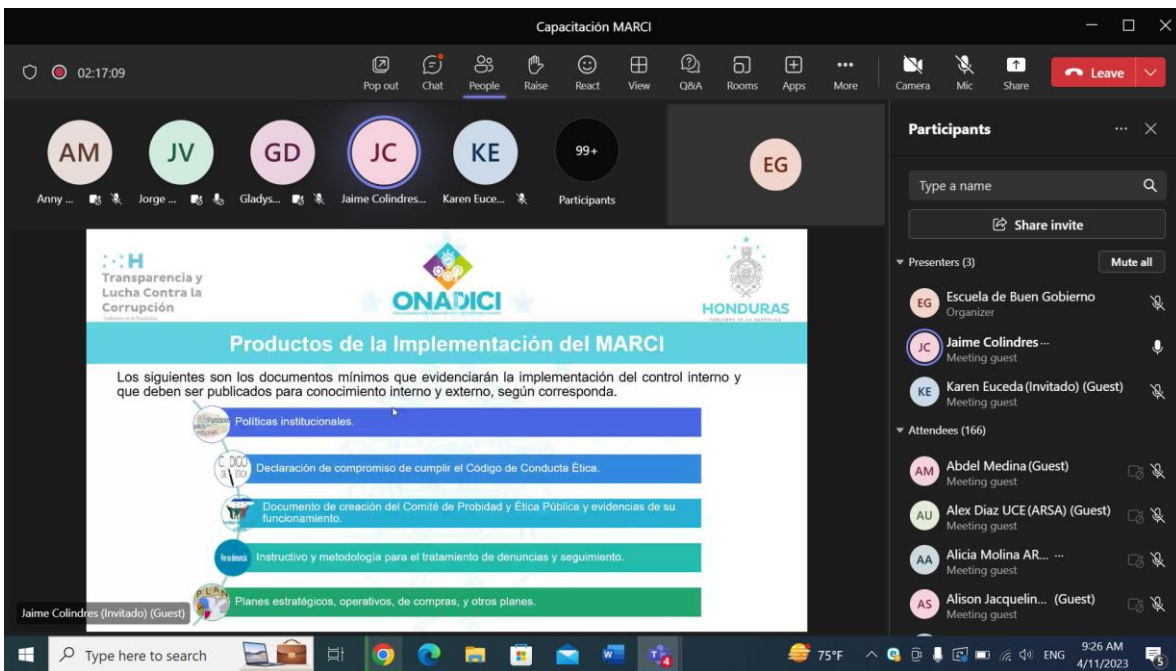 Capacitación MARCI
02:17:09
Pop out
Chat
People
Raise
React
View
Q&A
Rooms
Apps
More
Camera
Mic
Share
Leave
AM
JV
GD
JC
KE
99+
EG
Anny ...
Jorge ...
Gladys...
Jaime Colindres...
Karen Euce...
Participants
H
Transparencia y
Lucha Contra la
Corrupción
ONADICI
HONDURAS
Productos de la Implementación del MARCI
Los siguientes son los documentos mínimos que evidenciarán la implementación del control interno y
que deben ser publicados para conocimiento interno y externo, según corresponda.
Políticas institucionales.
Declaración de compromiso de cumplir el Código de Conducta Ética.
Documento de creación del Comité de Probidad y Ética Pública y evidencias de su
funcionamiento.
Instructivo y metodología para el tratamiento de denuncias y seguimiento.
PLAN
Planes estratégicos, operativos, de compras, y otros planes.
Jaime Colindres (Invitado) (Guest)
Participants
Type a name
Share invite
Presenters (3)
Mute all
EG
Escuela de Buen Gobierno
Organizer
JC
Jaime Colindres ...
Meeting guest
KE
Karen Euceda(Invitado) (Guest)
Meeting guest
Attendees (166)
AM
Abdel Medina(Guest)
Meeting guest
AU
Alex Diaz UCE(ARSA) (Guest)
Meeting guest
AA
Alicia Molina AR... ...
Meeting guest
AS
Alison Jacquelin... (Guest)
Meeting guest
Type here to search
75°F
ENG
9:26 AM
4/11/2023